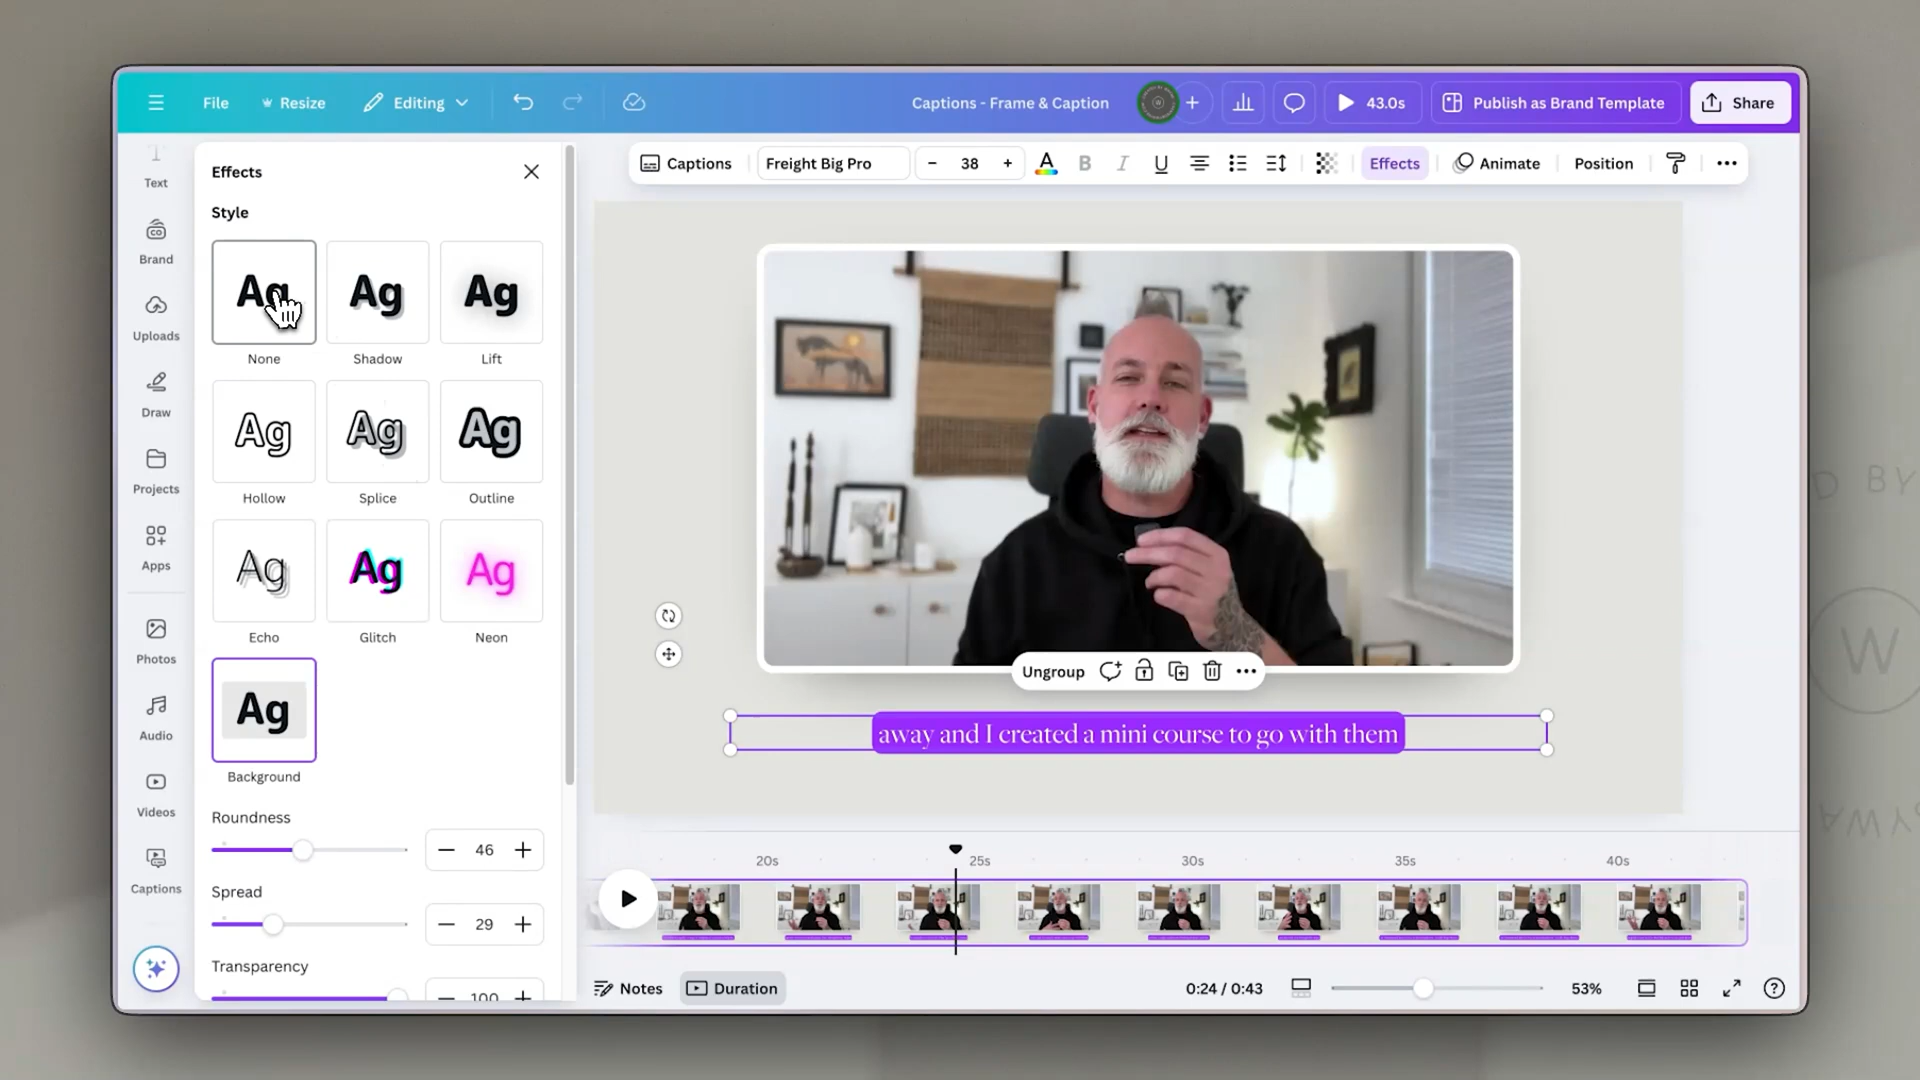 File
Resize
Editing
Captions - Frame & Caption
43.0s
Publish as Brand Template
Share
Text
Brand
Uploads
Draw
Projects
Apps
Photos
Audio
Videos
Captions
Effects
Style
Ag
None
Ag
Shadow
Ag
Lift
Ag
Hollow
Ag
Splice
Ag
Outline
Ag
Echo
Ag
Glitch
Ag
Neon
Ag
Background
Roundness
46
Spread
29
Transparency
100
Captions
Freight Big Pro
- 38 +
A
B
I
U
Effects
Animate
Position
Ungroup
away and I created a mini course to go with them
20s
25s
30s
35s
40s
Notes
Duration
0:24 / 0:43
53%
D BY
W